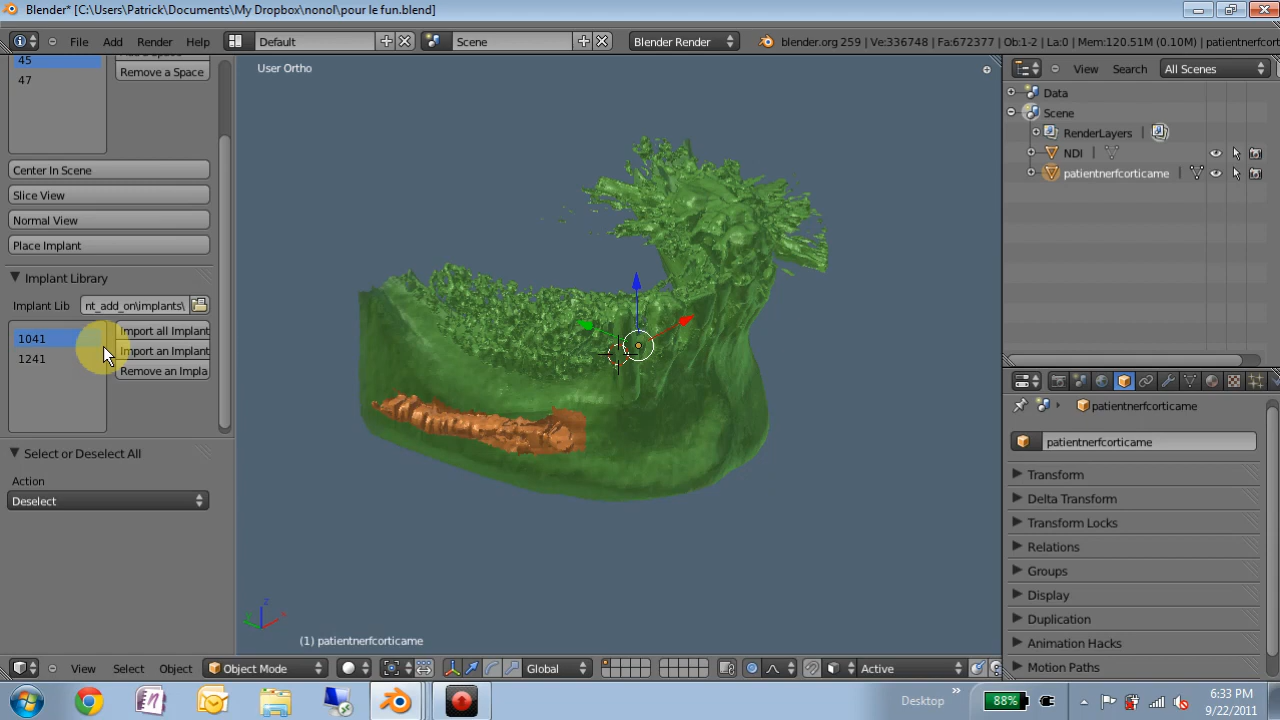 Blender* [C:\Users\Patrick\Documents\My Dropbox\nonol\pour le fun.blend]
File Add Render Help Default Scene Blender Render blender.org 259 | Ve:336748 | Fa:672377 | Ob:1-2 | La:0 | Mem:120.51M (0.10M) | patientnerfcort
45
Remove a Space
47
Center In Scene
Slice View
Normal View
Place Implant
Implant Library
Implant Lib nt_add_on\implants\
1041
1241
Import all Implant
Import an Implant
Remove an Impla
Select or Deselect All
Action
Deselect
User Ortho
z
(1) patientnerfcorticame
View Select Object Object Mode Global Active
View Search All Scenes
Data
Scene
RenderLayers
NDI
patientnerfcorticame
patientnerfcorticame
patientnerfcorticame
Transform
Delta Transform
Transform Locks
Relations
Groups
Display
Duplication
Animation Hacks
Motion Paths
Desktop
88%
6:33 PM
9/22/2011